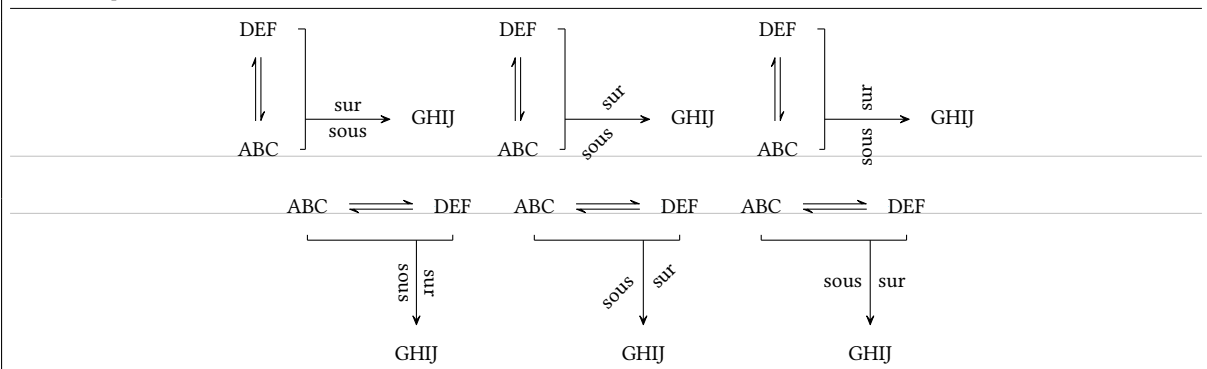 DEF DEF DEF
sur sur sur
GHIJ GHIJ GHIJ
sous sous sous
ABC ABC ABC
ABC DEF ABC DEF ABC DEF
sous sur sous sur sous sur
GHIJ GHIJ GHIJ